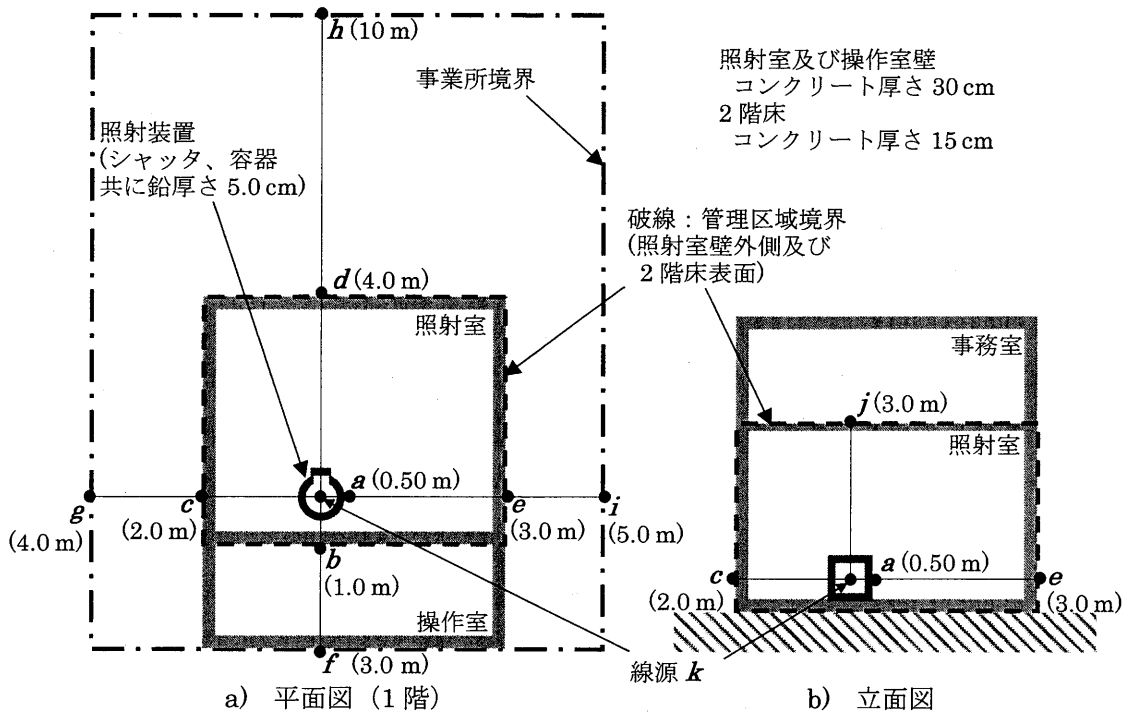 h (10 m)
事業所境界
照射室及び操作室壁
コンクリート厚さ 30 cm
2 階床
コンクリート厚さ 15 cm
照射装置
(シャッタ、容器
共に鉛厚さ 5.0 cm)
破線:管理区域境界
(照射室壁外側及び
2 階床表面)
d (4.0 m)
照射室
a (0.50 m)
g
(4.0 m)
c
(2.0 m)
e
(3.0 m)
i
(5.0 m)
b
(1.0 m)
操作室
f (3.0 m)
a) 平面図 (1 階)
事務室
j (3.0 m)
照射室
c
(2.0 m)
a (0.50 m)
e
(3.0 m)
線源 k
b) 立面図